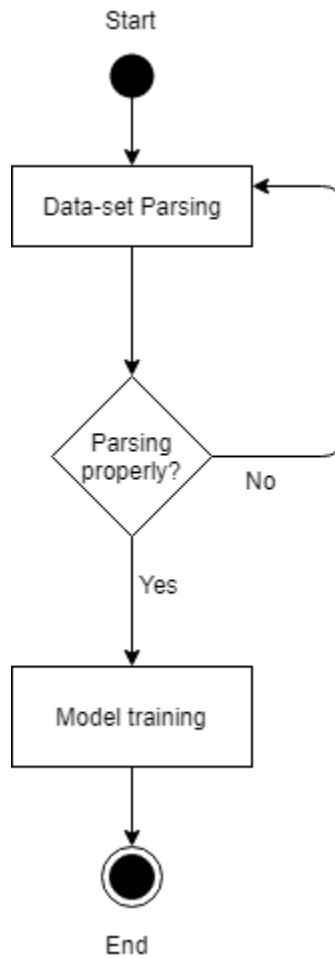 Start
Data-set Parsing
Parsing
properly?
No
Yes
Model training
End